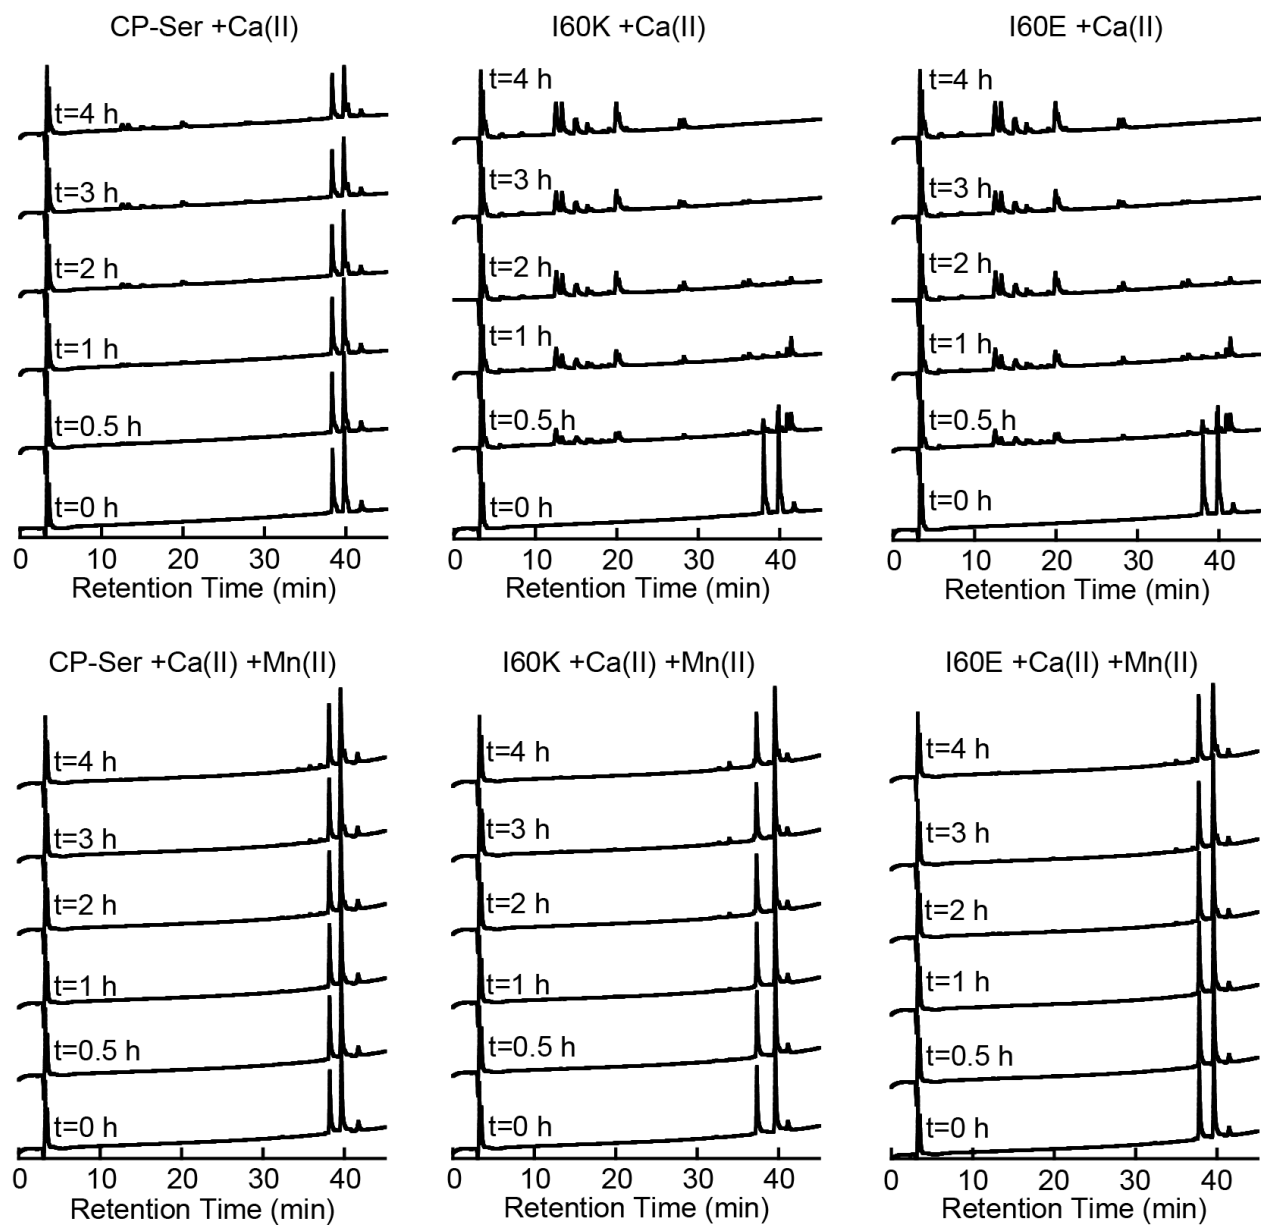 CP-Ser +Ca(II)
t=4 h
t=3 h
t=2 h
t=1 h
t=0.5 h
t=0 h
0 10 20 30 40
Retention Time (min)
I60K +Ca(II)
t=4 h
t=3 h
t=2 h
t=1 h
t=0.5 h
t=0 h
0 10 20 30 40
Retention Time (min)
I60E +Ca(II)
t=4 h
t=3 h
t=2 h
t=1 h
t=0.5 h
t=0 h
0 10 20 30 40
Retention Time (min)
CP-Ser +Ca(II) +Mn(II)
t=4 h
t=3 h
t=2 h
t=1 h
t=0.5 h
t=0 h
0 10 20 30 40
Retention Time (min)
I60K +Ca(II) +Mn(II)
t=4 h
t=3 h
t=2 h
t=1 h
t=0.5 h
t=0 h
0 10 20 30 40
Retention Time (min)
I60E +Ca(II) +Mn(II)
t=4 h
t=3 h
t=2 h
t=1 h
t=0.5 h
t=0 h
0 10 20 30 40
Retention Time (min)